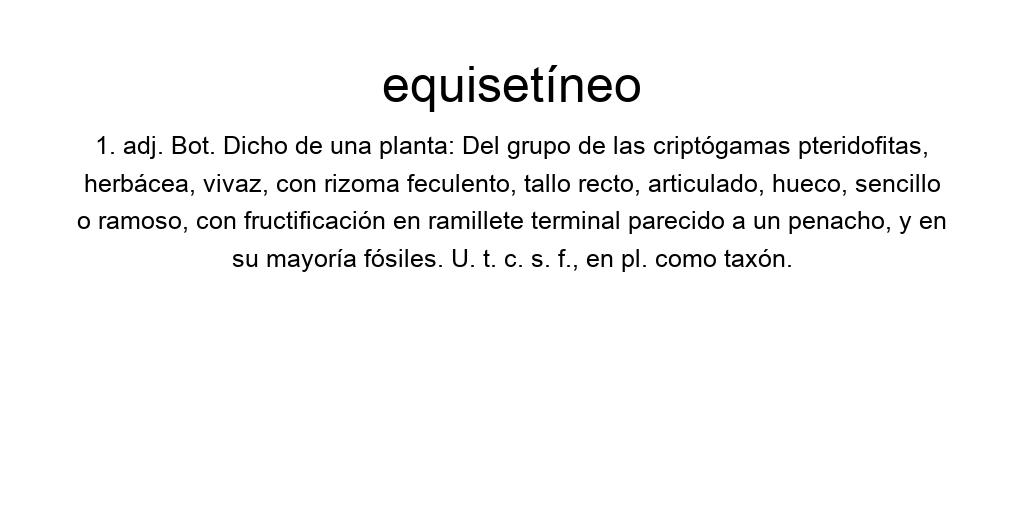 equisetíneo
1. adj. Bot. Dicho de una planta: Del grupo de las criptógamas pteridofitas,
herbácea, vivaz, con rizoma feculento, tallo recto, articulado, hueco, sencillo
o ramoso, con fructificación en ramillete terminal parecido a un penacho, y en
su mayoría fósiles. U. t. c. s. f., en pl. como taxón.